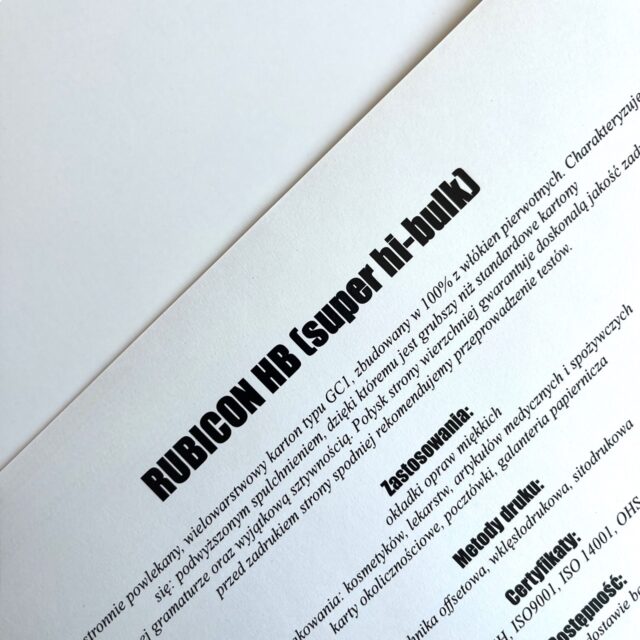 RUBICON HB (super hi-bulk)
stronnie powlekany, wielowarstwowy karton typu GC1, zbudowany w 100% z włókien pierwotnych. Charakteryzuje
się: podwyższonym spulchnieniem, dzięki któremu jest grubszy niż standardowe kartony
gramaturze oraz wyjątkową sztywnością. Połysk strony wierzchniej gwarantuje doskonałą jakość
przed zadrukiem strony spodniej rekomendujemy przeprowadzenie testów.
Zastosowania:
okładki opraw miękkich
kosmetyków, lekarstw, artykułów medycznych i spożywczych
karty okolicznościowe, pocztówki, galanteria papiernicza
Metody druku:
offsetowa, wklęsłodrukowa, sitodrukowa
Certyfikaty:
ISO9001, ISO 14001,